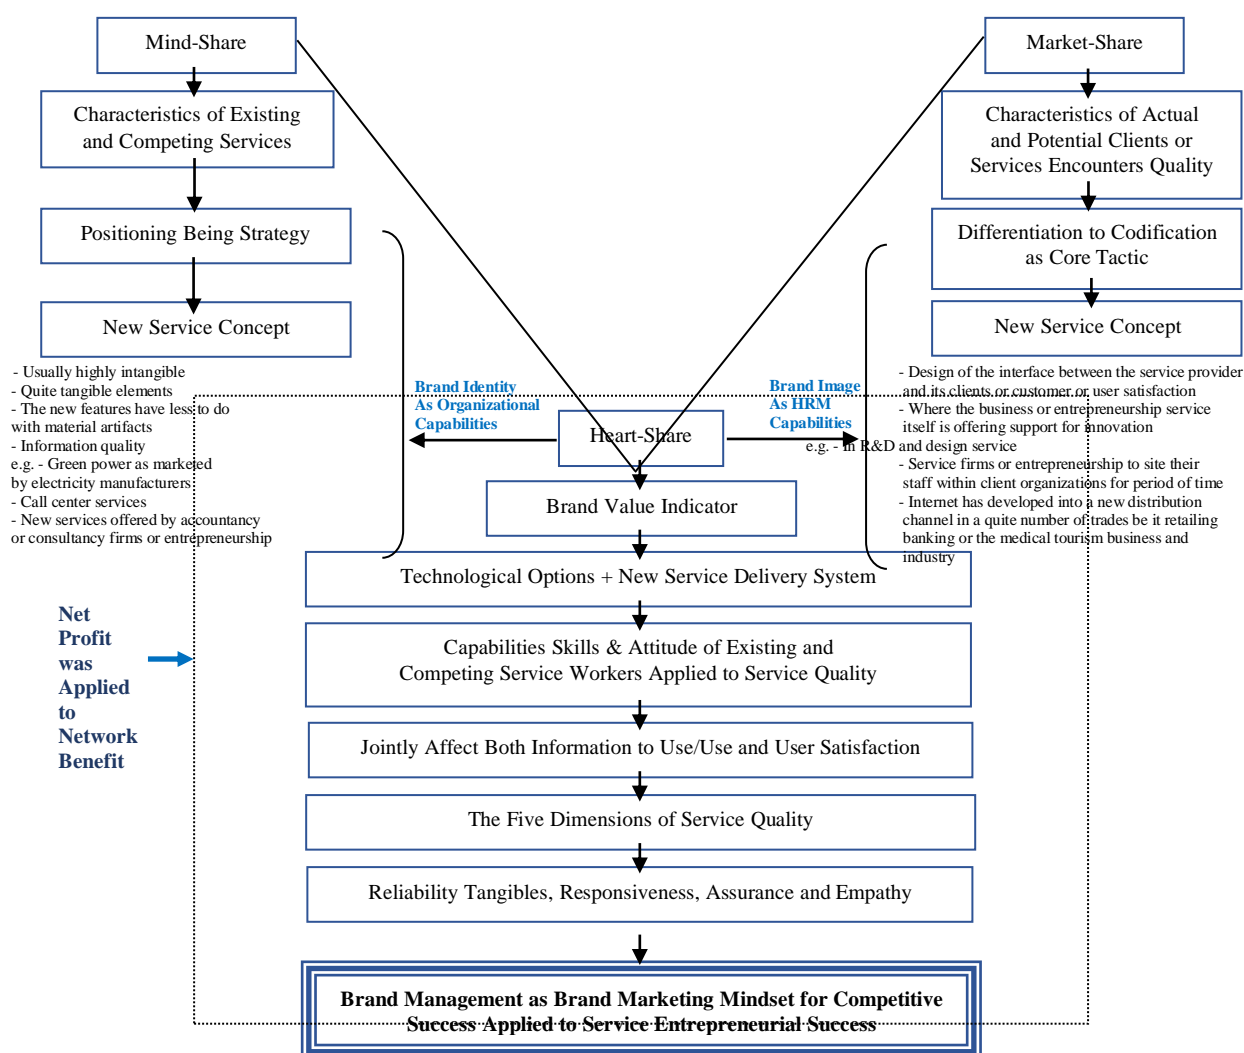 Mind-Share
Characteristics of Existing
and Competing Services
Positioning Being Strategy
New Service Concept
- Usually highly intangible
- Quite tangible elements
- The new features have less to do
with material artifacts
- Information quality
e.g. - Green power as marketed
by electricity manufacturers
- Call center services
- New services offered by accountancy
or consultancy firms or entrepreneurship
Market-Share
Characteristics of Actual
and Potential Clients or
Services Encounters Quality
Differentiation to Codification
as Core Tactic
New Service Concept
- Design of the interface between the service provider
and its clients or customer or user satisfaction
- Where the business or entrepreneurship service
itself is offering support for innovation
e.g. - in R&D and design service
- Service firms or entrepreneurship to site their
staff within client organizations for period of time
- Internet has developed into a new distribution
channel in a quite number of trades be it retailing
banking or the medical tourism business and
industry
Brand Identity
As Organizational
Capabilities
Brand Image
As HRM
Capabilities
Heart-Share
Brand Value Indicator
Technological Options + New Service Delivery System
Capabilities Skills & Attitude of Existing and
Competing Service Workers Applied to Service Quality
Jointly Affect Both Information to Use/Use and User Satisfaction
The Five Dimensions of Service Quality
Reliability Tangibles, Responsiveness, Assurance and Empathy
Net
Profit
was
Applied
to
Network
Benefit
Brand Management as Brand Marketing Mindset for Competitive
Success Applied to Service Entrepreneurial Success